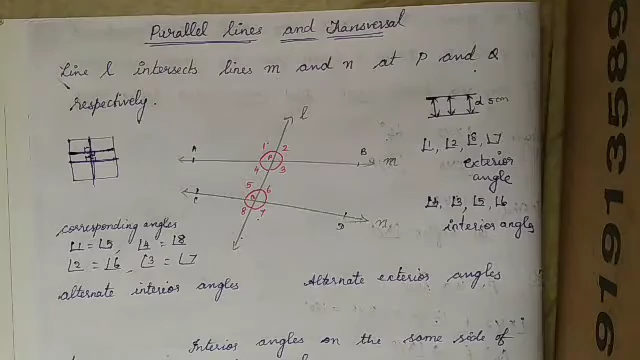 Parallel lines and Transversal
Line l intersects lines m and n at P and Q
respectively.
5cm
l
A
1
2
B
P
m
4
3
∠1, ∠2, ∠8, ∠7
exterior
angle
5
6
C
Q
8
7
D
n
∠4, ∠3, ∠5, ∠6
interior angles
corresponding angles
∠1 = ∠5, ∠4 = ∠8
∠2 = ∠6, ∠3 = ∠7
alternate interior angles
Alternate exterior angles
Interior angles on the same side of
91913589